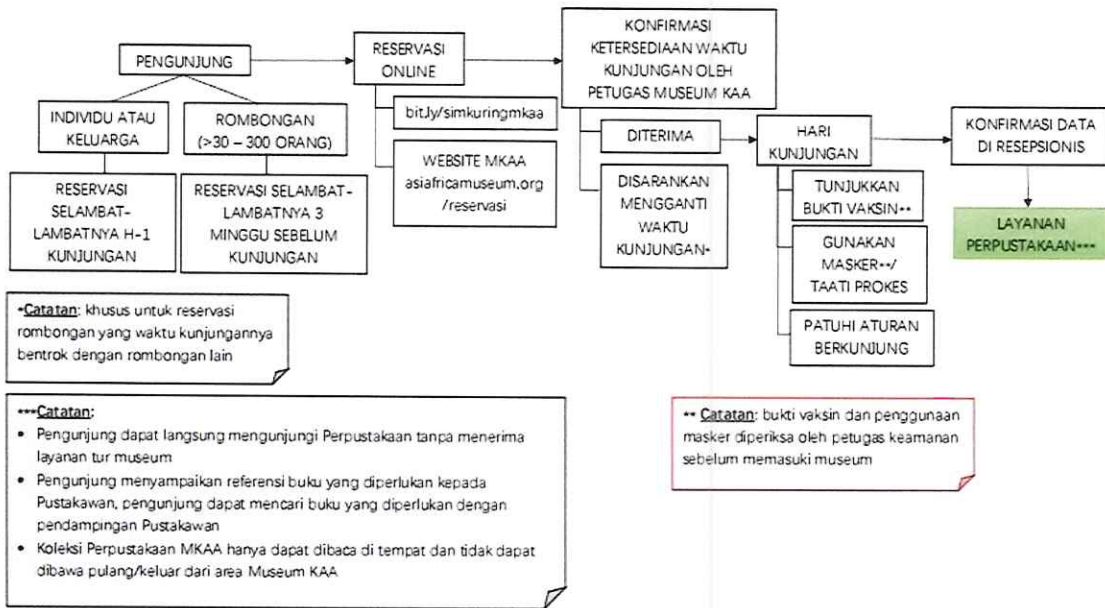 PENGUNJUNG
INDIVIDU ATAU
KELUARGA
RESERVASI
SELAMBAT-
LAMBATNYA H-1
KUNJUNGAN
ROMBONGAN
(>30 – 300 ORANG)
RESERVASI SELAMBAT-
LAMBATNYA 3
MINGGU SEBELUM
KUNJUNGAN
RESERVASI
ONLINE
bit.ly/simkuringmkaa
WEBSITE MKAA
asiafricamuseum.org
/reservasi
KONFIRMASI
KETERSEDIAAN WAKTU
KUNJUNGAN OLEH
PETUGAS MUSEUM KAA
DITERIMA
DISARANKAN
MENGGANTI
WAKTU
KUNJUNGAN*
HARI
KUNJUNGAN
TUNJUKKAN
BUKTI VAKSIN**
GUNAKAN
MASKER**/
TAATI PROKES
PATUHI ATURAN
BERKUNJUNG
KONFIRMASI DATA
DI RESEPSIONIS
LAYANAN
PERPUSTAKAAN***
*Catatan: khusus untuk reservasi
rombongan yang waktu kunjungannya
bentrok dengan rombongan lain
***Catatan:
• Pengunjung dapat langsung mengunjungi Perpustakaan tanpa menerima
layanan tur museum
• Pengunjung menyampaikan referensi buku yang diperlukan kepada
Pustakawan, pengunjung dapat mencari buku yang diperlukan dengan
pendampingan Pustakawan
• Koleksi Perpustakaan MKAA hanya dapat dibaca di tempat dan tidak dapat
dibawa pulang/keluar dari area Museum KAA
** Catatan: bukti vaksin dan penggunaan
masker diperiksa oleh petugas keamanan
sebelum memasuki museum